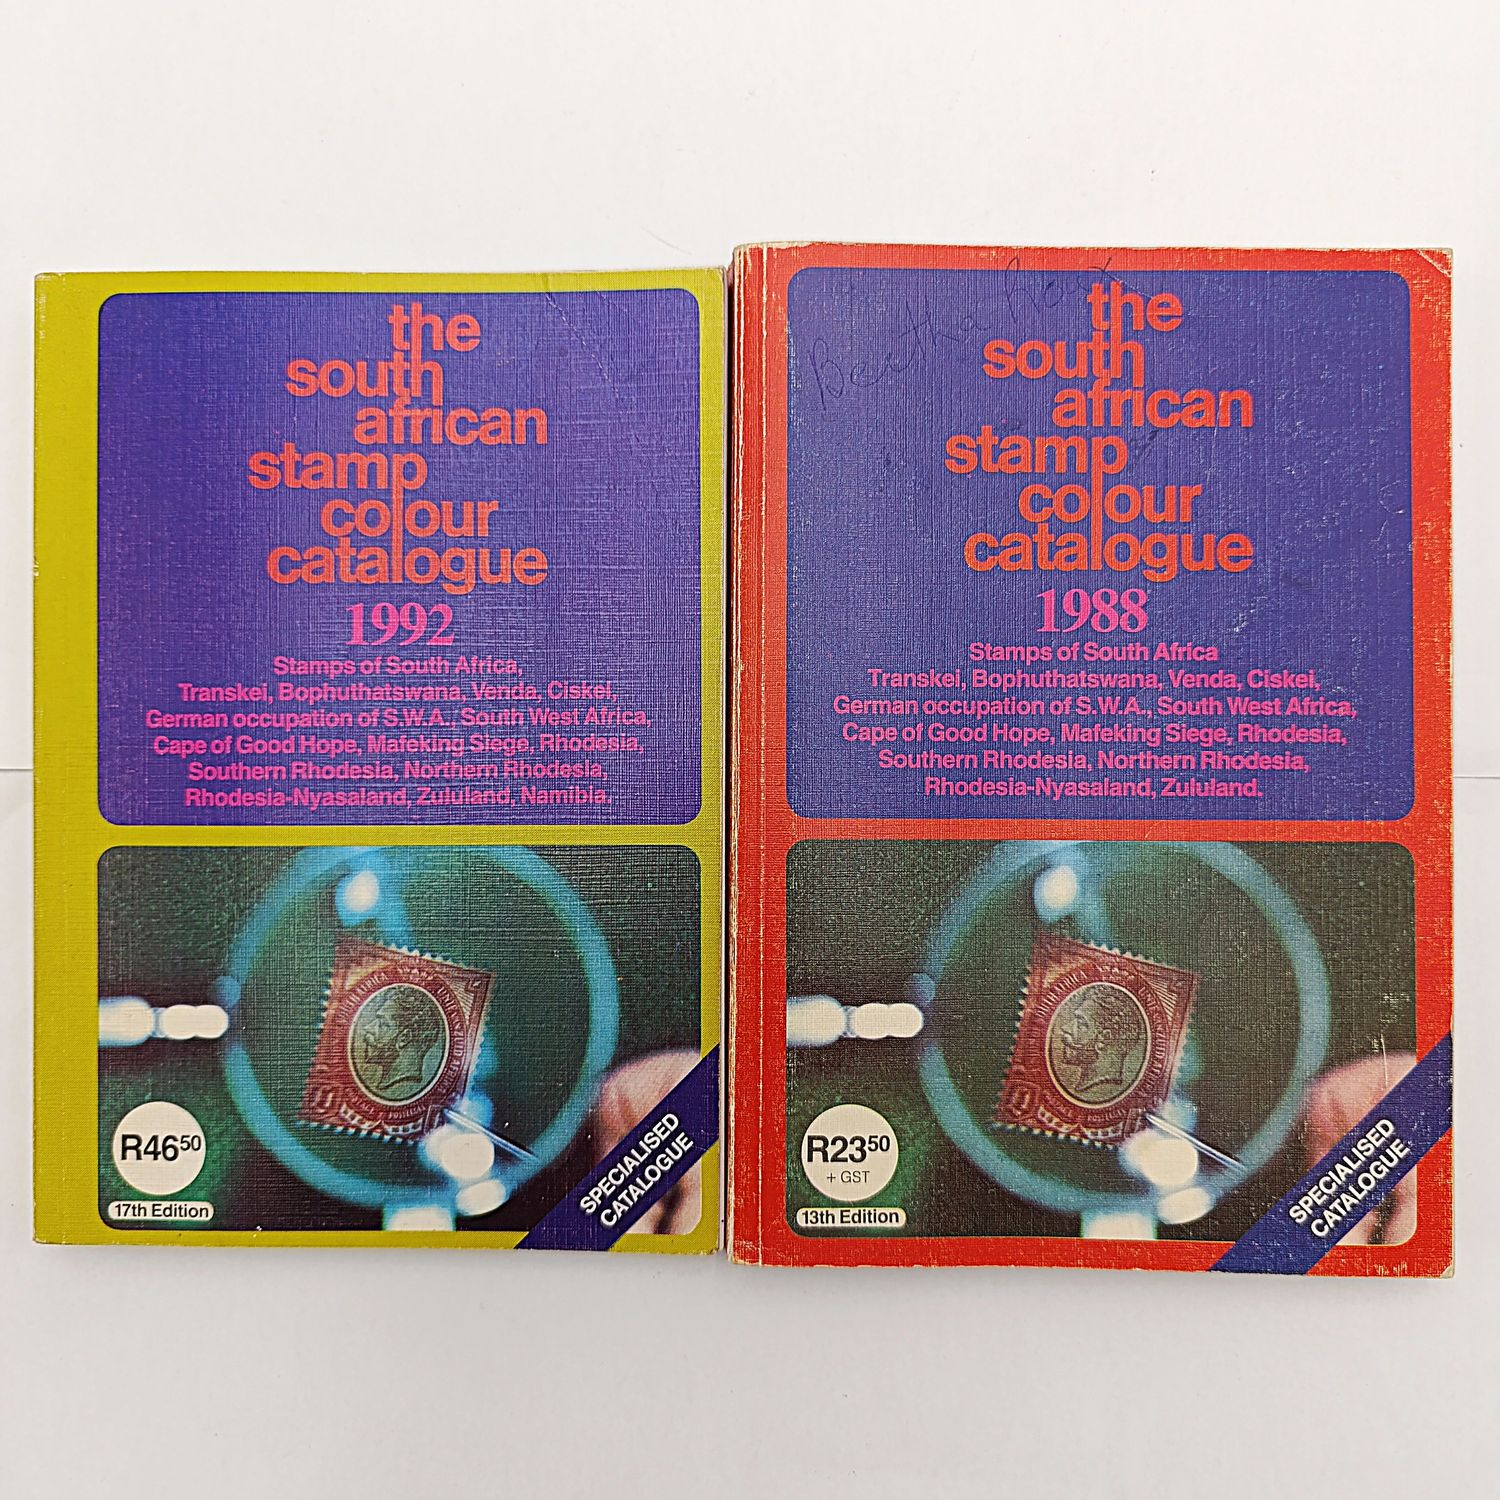 the
south
african
stamp
colour
catalogue
1992
Stamps of South Africa,
Transkei, Bophuthatswana, Venda, Ciskei,
German occupation of S.W.A., South West Africa,
Cape of Good Hope, Mafeking Siege, Rhodesia,
Southern Rhodesia, Northern Rhodesia,
Rhodesia-Nyasaland, Zululand, Namibia.
R46 50
17th Edition
SPECIALISED
CATALOGUE
the
south
african
stamp
colour
catalogue
1988
Stamps of South Africa
Transkei, Bophuthatswana, Venda, Ciskei,
German occupation of S.W.A., South West Africa,
Cape of Good Hope, Mafeking Siege, Rhodesia,
Southern Rhodesia, Northern Rhodesia,
Rhodesia-Nyasaland, Zululand.
R23 50
+ GST
13th Edition
SPECIALISED
CATALOGUE